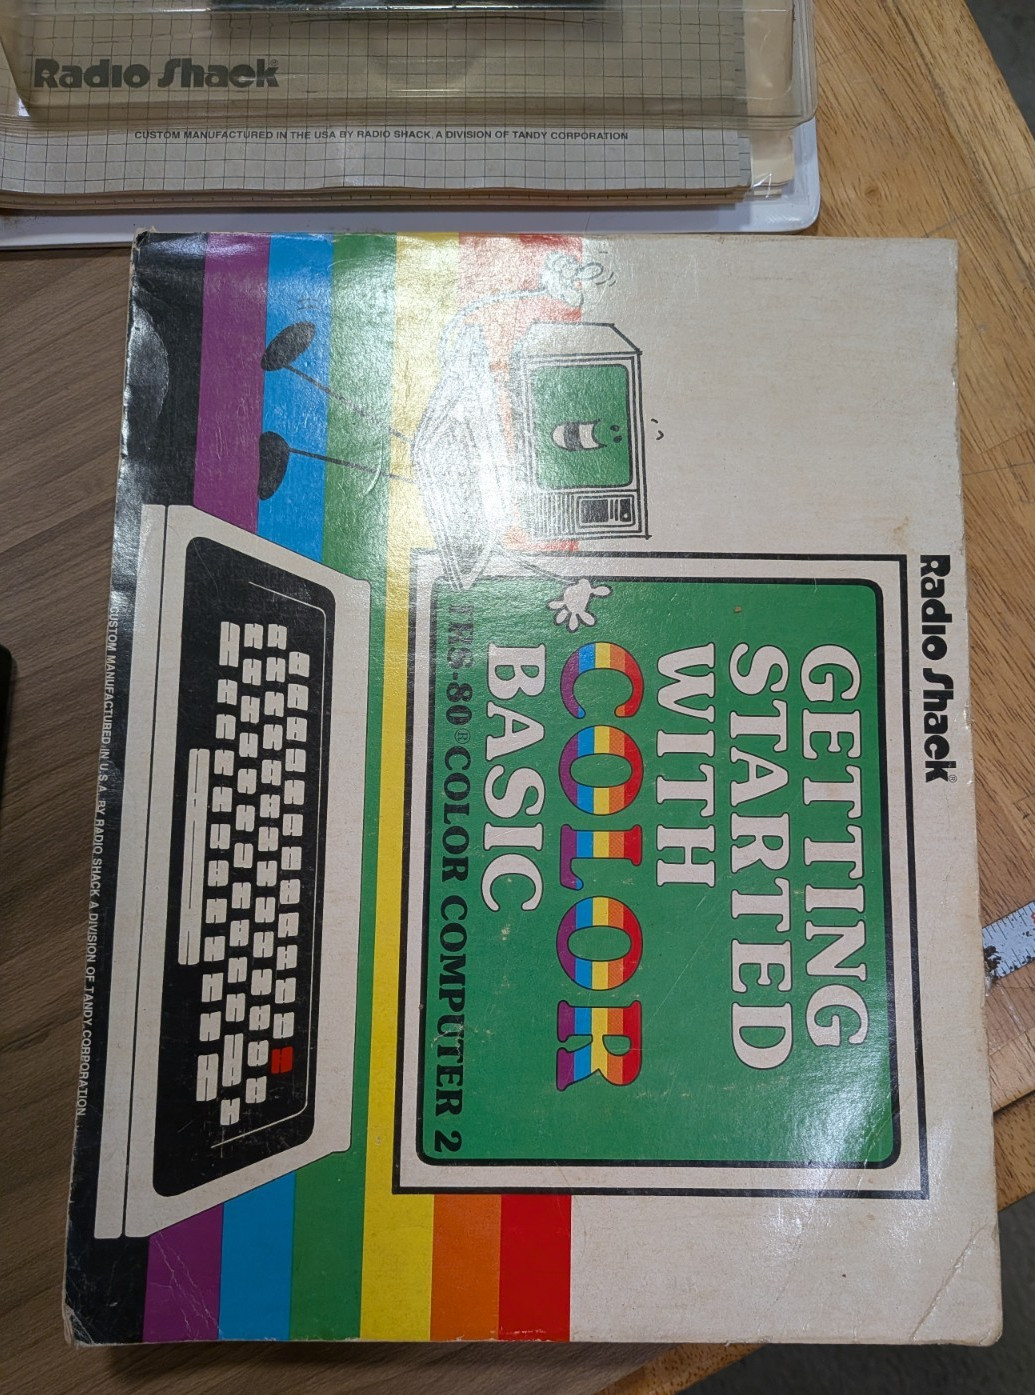 Radio Shack
CUSTOM MANUFACTURED IN THE USA BY RADIO SHACK, A DIVISION OF TANDY CORPORATION
Radio Shack®
GETTING
STARTED
WITH
COLOR
BASIC
TRS-80® COLOR COMPUTER 2
CUSTOM MANUFACTURED IN U.S.A. BY RADIO SHACK A DIVISION OF TANDY CORPORATION